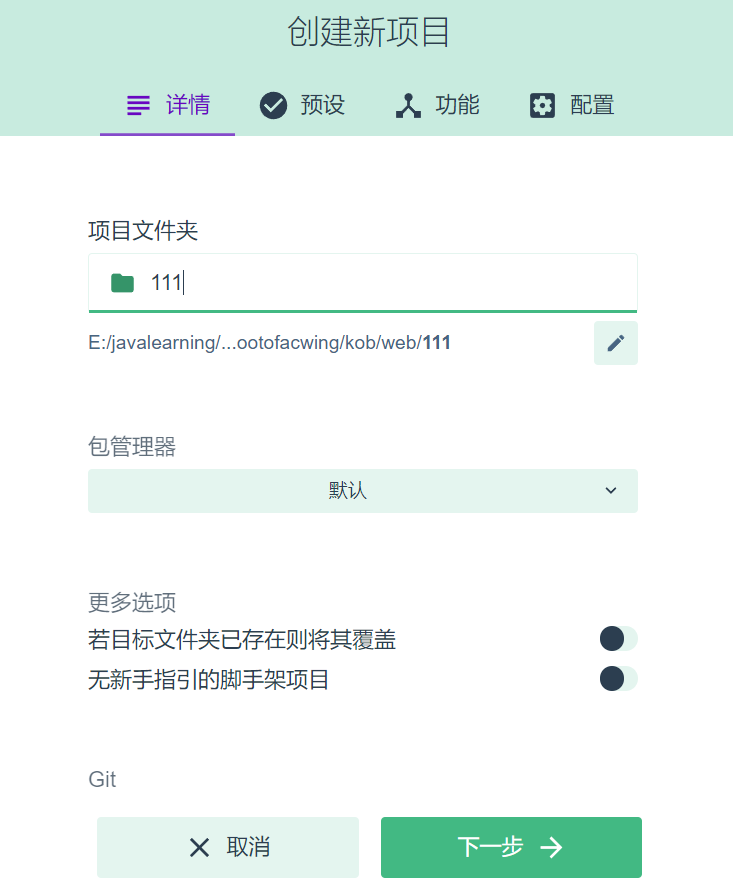 创建新项目
详情 预设 功能 配置
项目文件夹
111
E:/javalearning/...ootofacwing/kob/web/111
包管理器
默认
更多选项
若目标文件夹已存在则将其覆盖
无新手指引的脚手架项目
Git
取消 下一步